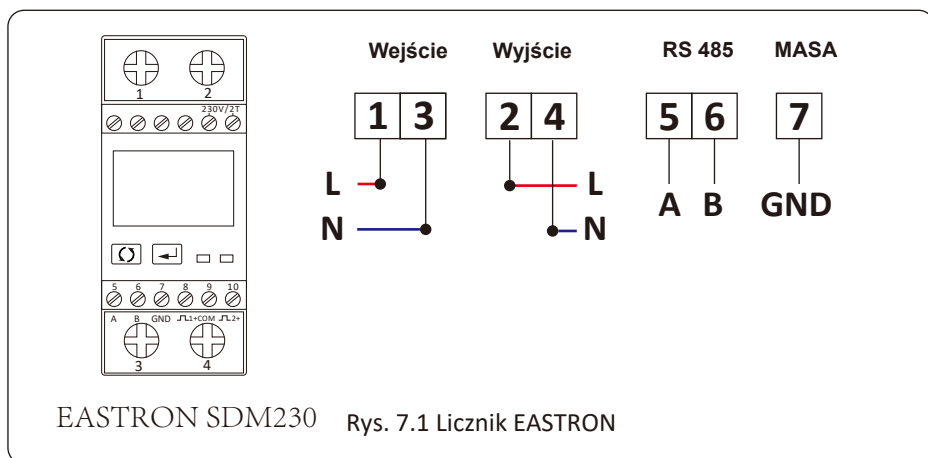 Wejście Wyjście RS 485 MASA
1 2
230V/2T
1 3 2 4 5 6 7
L L
N N
A B GND
5 6 7 8 9 10
A B GND 1+COM 2+
3 4
EASTRON SDM230
Rys. 7.1 Licznik EASTRON